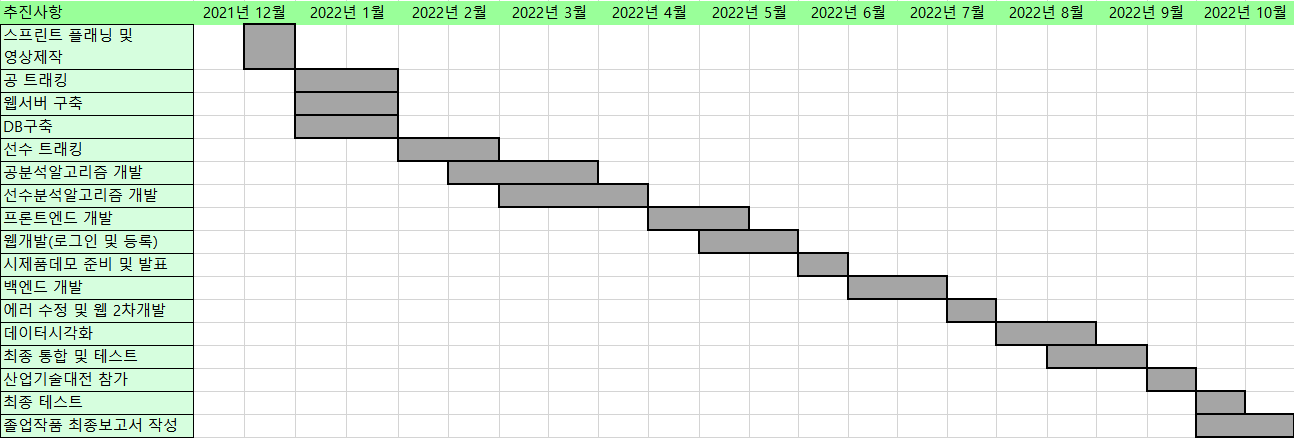 추진사항 2021년 12월 2022년 1월 2022년 2월 2022년 3월 2022년 4월 2022년 5월 2022년 6월 2022년 7월 2022년 8월 2022년 9월 2022년 10월
스프린트 플래닝 및
영상제작
공 트래킹
웹서버 구축
DB구축
선수 트래킹
공분석알고리즘 개발
선수분석알고리즘 개발
프론트엔드 개발
웹개발(로그인 및 등록)
시제품데모 준비 및 발표
백엔드 개발
에러 수정 및 웹 2차개발
데이터시각화
최종 통합 및 테스트
산업기술대전 참가
최종 테스트
졸업작품 최종보고서 작성